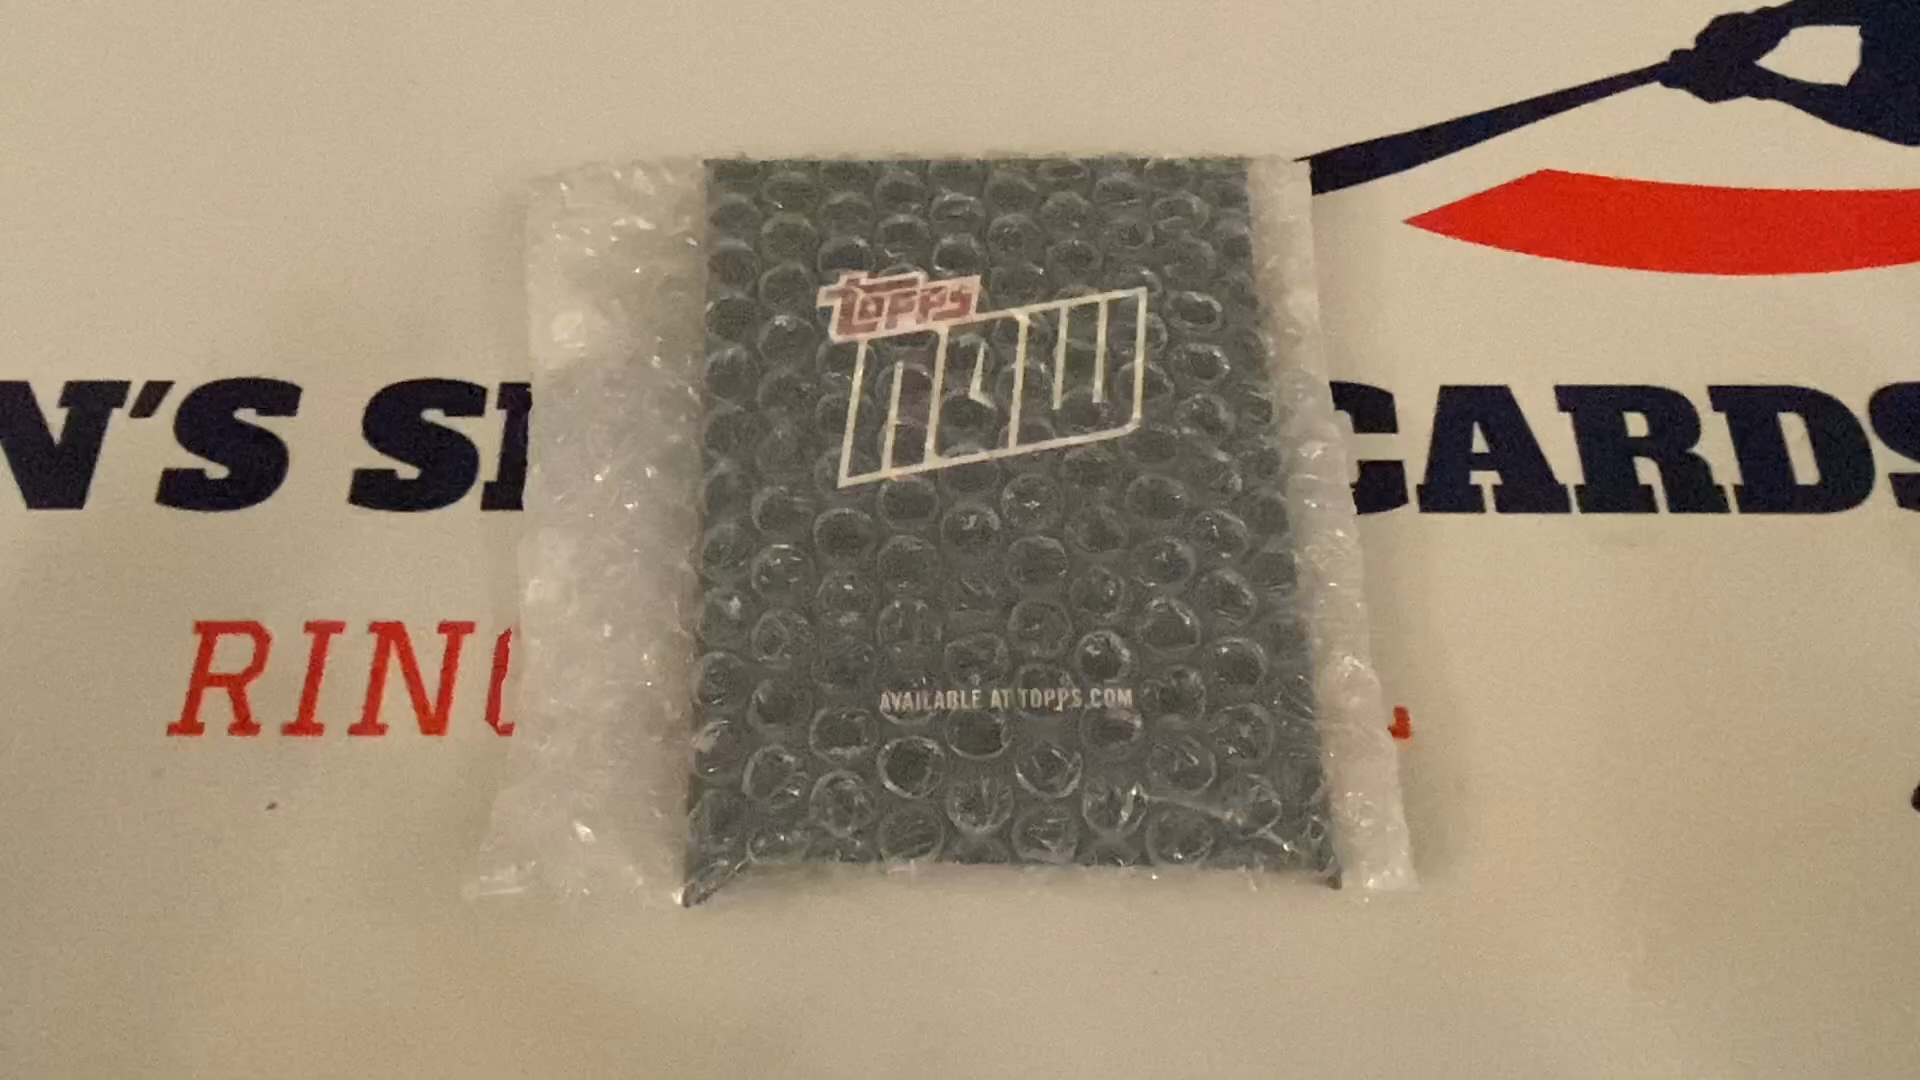 TOPPS
NOW
N'S S CARDS
RIN
AVAILABLE AT TOPPS.COM